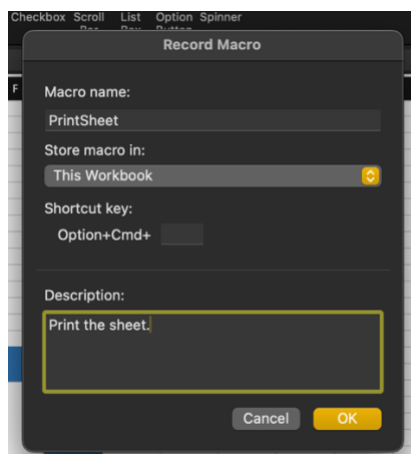 Checkbox Scroll List Option Spinner
Record Macro
F
Macro name:
PrintSheet
Store macro in:
This Workbook
Shortcut key:
Option+Cmd+
Description:
Print the sheet.
Cancel OK